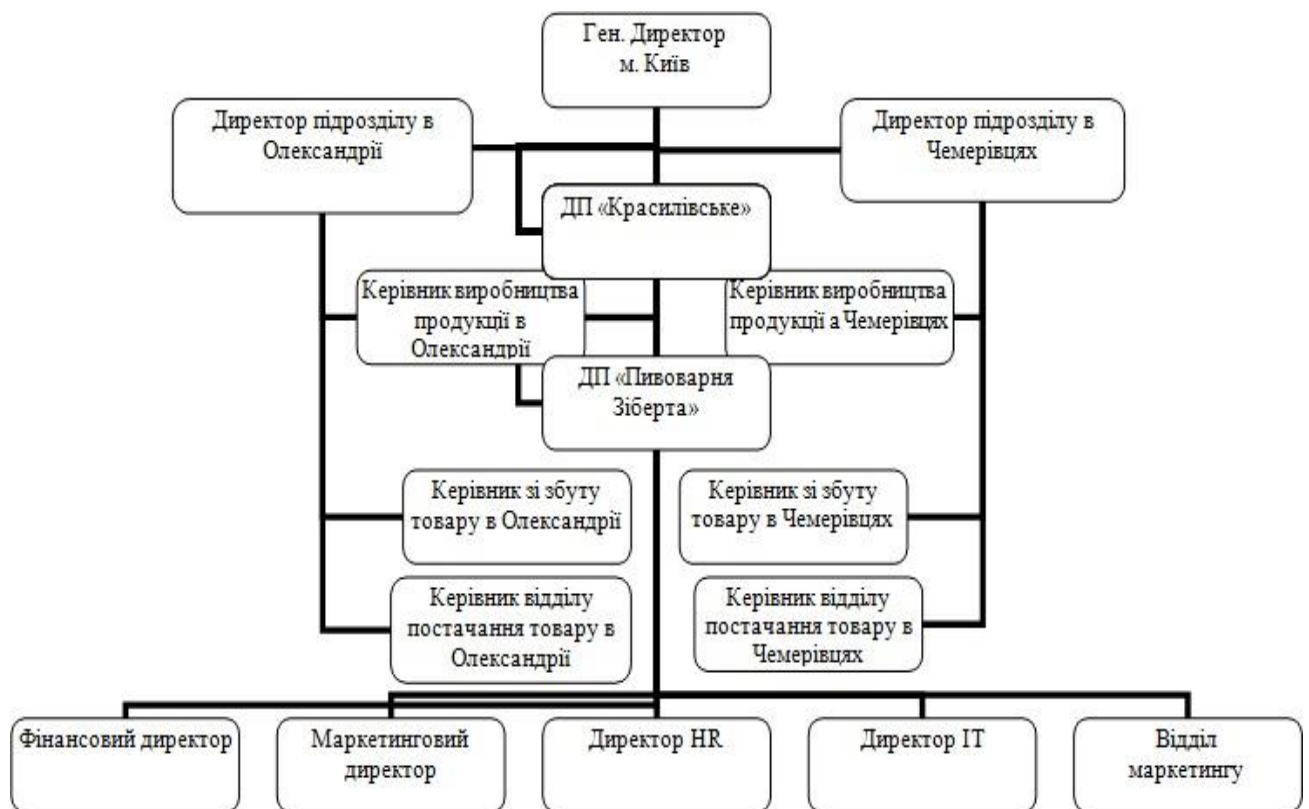 Ген. Директор
м. Київ
Директор підрозділу в
Олександрії
Директор підрозділу в
Чемерівцях
ДП «Красилівське»
Керівник виробництва
продукції в
Олександрії
Керівник виробництва
продукції а Чемерівцях
ДП «Пивоварня
Зіберта»
Керівник зі збуту
товару в Олександрії
Керівник зі збуту
товару в Чемерівцях
Керівник відділу
постачання товару в
Олександрії
Керівник відділу
постачання товару в
Чемерівцях
Фінансовий директор
Маркетинговий
директор
Директор HR
Директор IT
Відділ
маркетингу